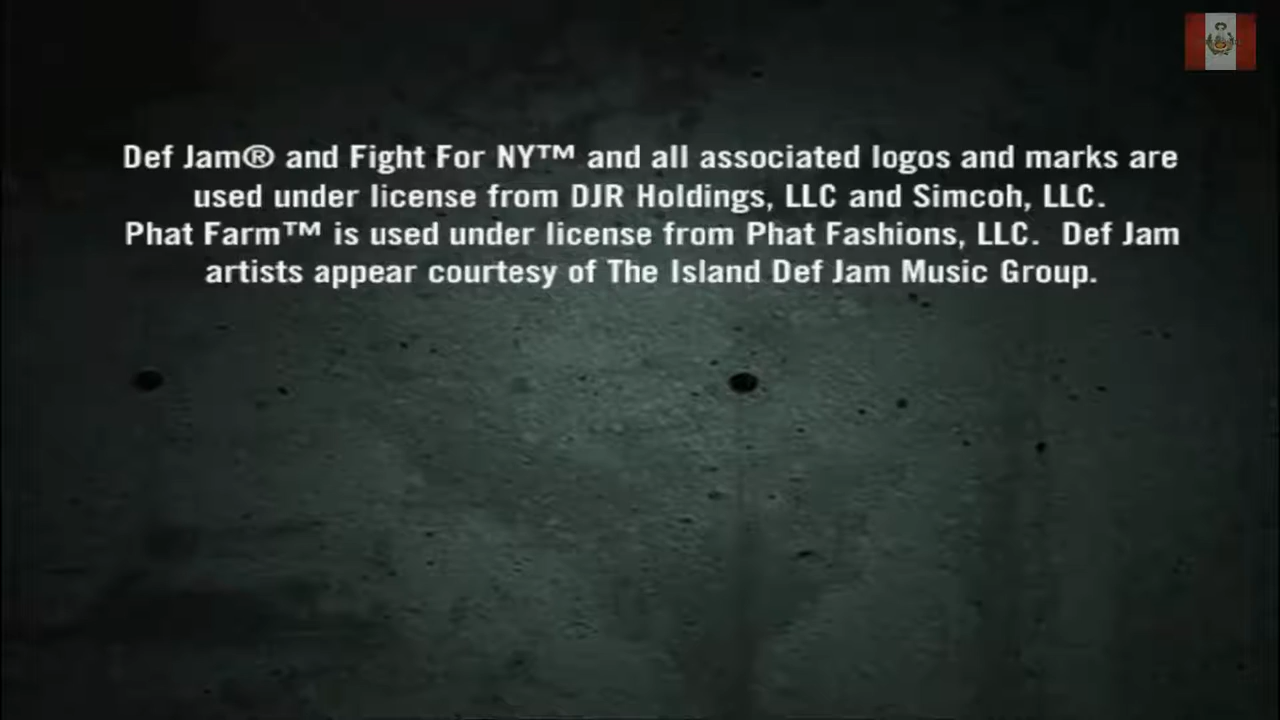 Def Jam® and Fight For NY™ and all associated logos and marks are
used under license from DJR Holdings, LLC and Simcoh, LLC.
Phat Farm™ is used under license from Phat Fashions, LLC.  Def Jam
artists appear courtesy of The Island Def Jam Music Group.